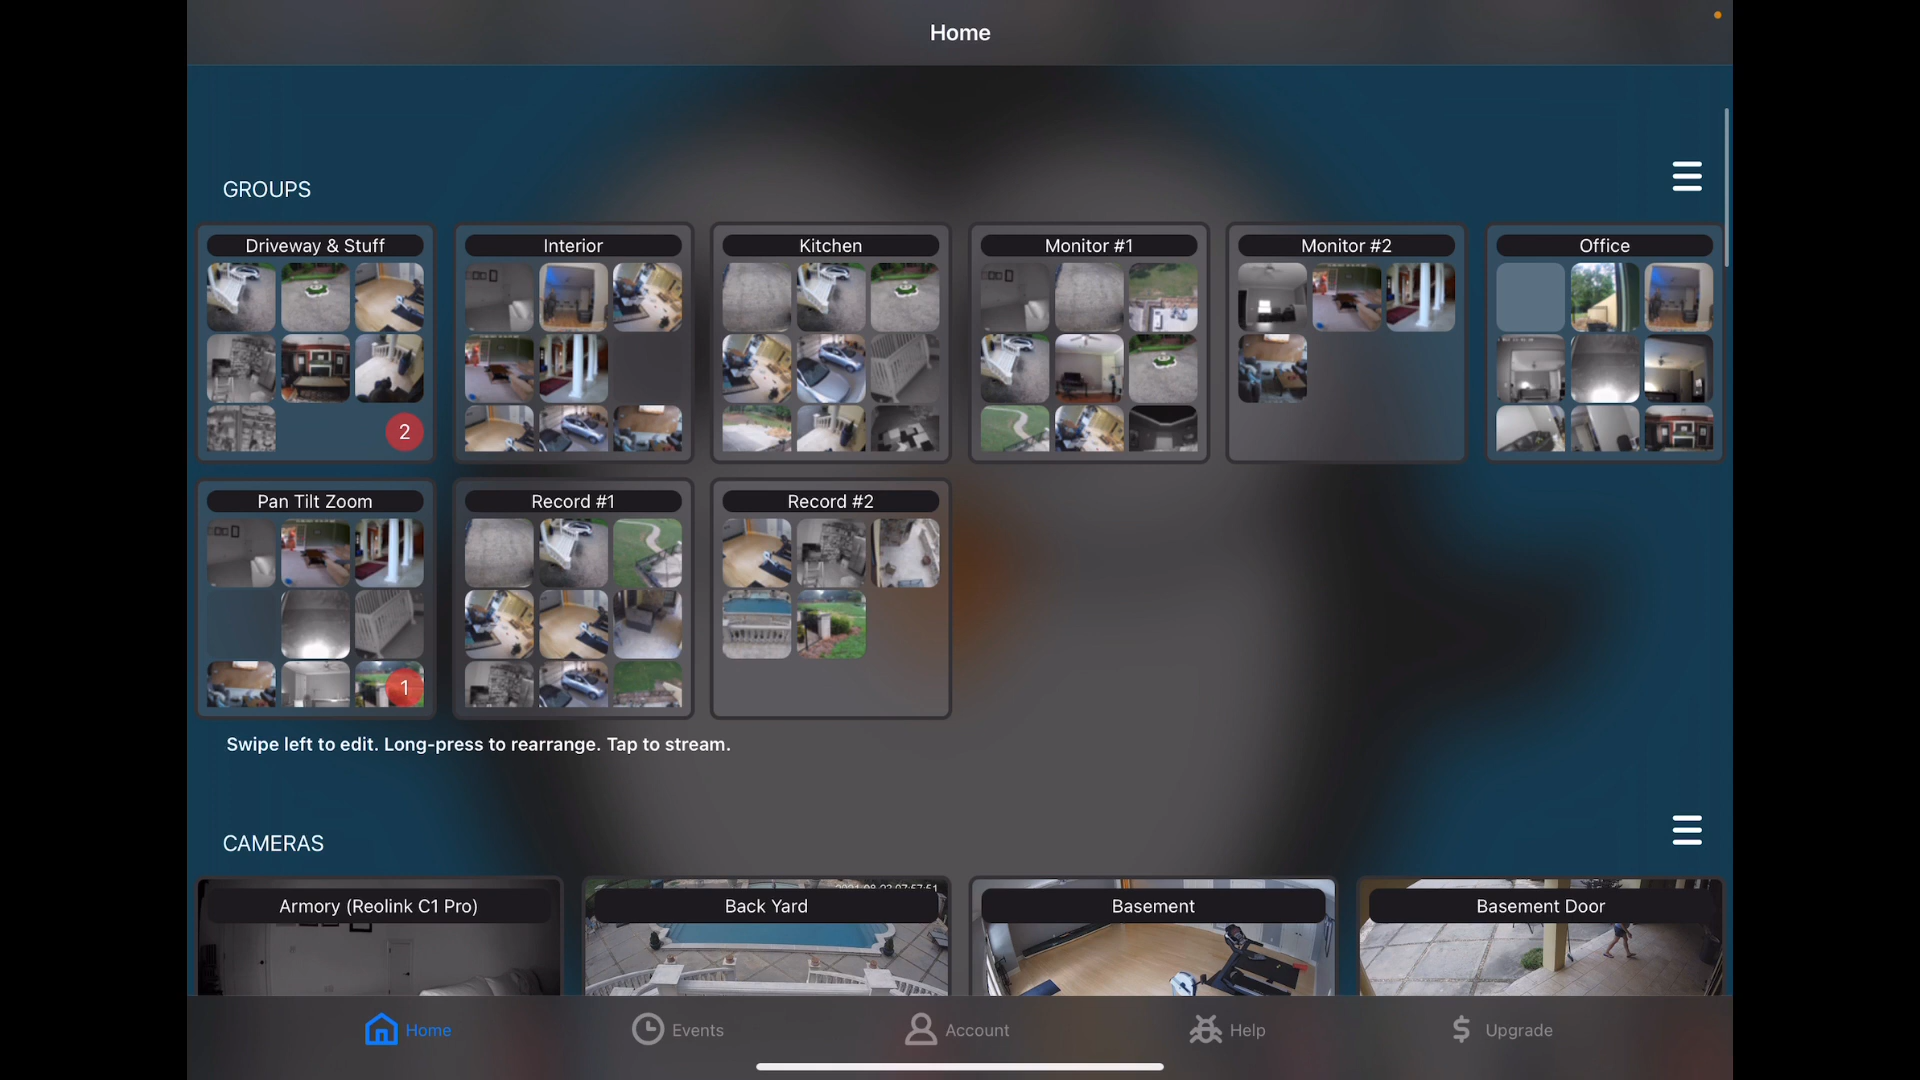 Home
GROUPS
Driveway & Stuff
Interior
Kitchen
Monitor #1
Monitor #2
Office
2
Pan Tilt Zoom
Record #1
Record #2
1
Swipe left to edit. Long-press to rearrange. Tap to stream.
CAMERAS
Armory (Reolink C1 Pro)
Back Yard
Basement
Basement Door
Home
Events
Account
Help
Upgrade